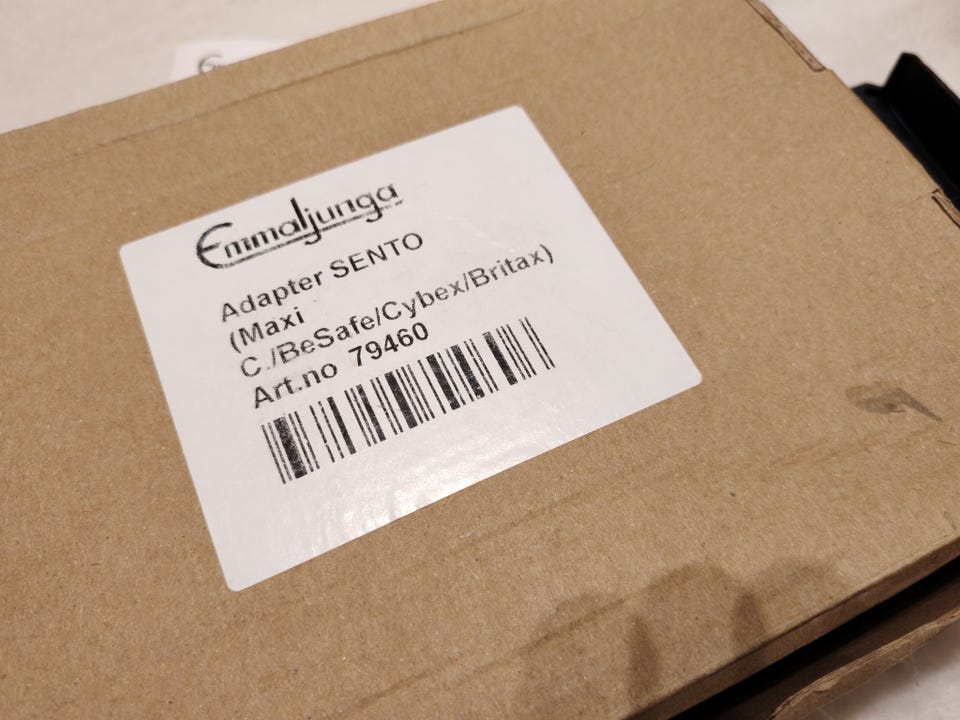 Emmaljunga
Adapter SENTO
(Maxi
C./BeSafe/Cybex/Britax)
Art.no 79460